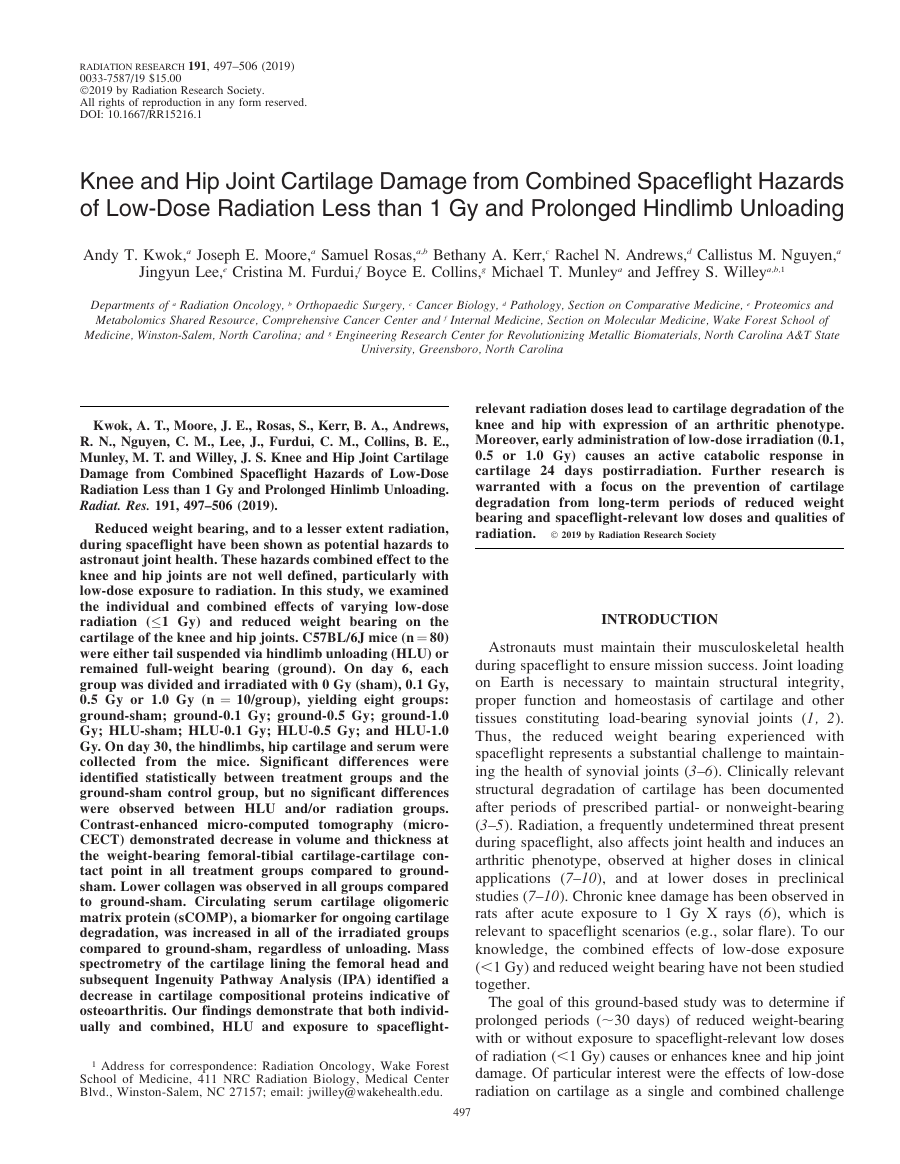 RADIATION RESEARCH 191, 497–506 (2019)
0033-7587/19 $15.00
©2019 by Radiation Research Society.
All rights of reproduction in any form reserved.
DOI: 10.1667/RR15216.1
Knee and Hip Joint Cartilage Damage from Combined Spaceflight Hazards
of Low-Dose Radiation Less than 1 Gy and Prolonged Hindlimb Unloading
Andy T. Kwok,a Joseph E. Moore,a Samuel Rosas,a,b Bethany A. Kerr,c Rachel N. Andrews,d Callistus M. Nguyen,a
Jingyun Lee,e Cristina M. Furdui,f Boyce E. Collins,g Michael T. Munleya and Jeffrey S. Willeya,b,1
Departments of a Radiation Oncology, b Orthopaedic Surgery, c Cancer Biology, d Pathology, Section on Comparative Medicine, e Proteomics and
Metabolomics Shared Resource, Comprehensive Cancer Center and f Internal Medicine, Section on Molecular Medicine, Wake Forest School of
Medicine, Winston-Salem, North Carolina; and g Engineering Research Center for Revolutionizing Metallic Biomaterials, North Carolina A&T State
University, Greensboro, North Carolina
Kwok, A. T., Moore, J. E., Rosas, S., Kerr, B. A., Andrews,
R. N., Nguyen, C. M., Lee, J., Furdui, C. M., Collins, B. E.,
Munley, M. T. and Willey, J. S. Knee and Hip Joint Cartilage
Damage from Combined Spaceflight Hazards of Low-Dose
Radiation Less than 1 Gy and Prolonged Hinlimb Unloading.
Radiat. Res. 191, 497–506 (2019).
Reduced weight bearing, and to a lesser extent radiation,
during spaceflight have been shown as potential hazards to
astronaut joint health. These hazards combined effect to the
knee and hip joints are not well defined, particularly with
low-dose exposure to radiation. In this study, we examined
the individual and combined effects of varying low-dose
radiation (≤1 Gy) and reduced weight bearing on the
cartilage of the knee and hip joints. C57BL/6J mice (n = 80)
were either tail suspended via hindlimb unloading (HLU) or
remained full-weight bearing (ground). On day 6, each
group was divided and irradiated with 0 Gy (sham), 0.1 Gy,
0.5 Gy or 1.0 Gy (n = 10/group), yielding eight groups:
ground-sham; ground-0.1 Gy; ground-0.5 Gy; ground-1.0
Gy; HLU-sham; HLU-0.1 Gy; HLU-0.5 Gy; and HLU-1.0
Gy. On day 30, the hindlimbs, hip cartilage and serum were
collected from the mice. Significant differences were
identified statistically between treatment groups and the
ground-sham control group, but no significant differences
were observed between HLU and/or radiation groups.
Contrast-enhanced micro-computed tomography (micro-
CECT) demonstrated decrease in volume and thickness at
the weight-bearing femoral-tibial cartilage-cartilage con-
tact point in all treatment groups compared to ground-
sham. Lower collagen was observed in all groups compared
to ground-sham. Circulating serum cartilage oligomeric
matrix protein (sCOMP), a biomarker for ongoing cartilage
degradation, was increased in all of the irradiated groups
compared to ground-sham, regardless of unloading. Mass
spectrometry of the cartilage lining the femoral head and
subsequent Ingenuity Pathway Analysis (IPA) identified a
decrease in cartilage compositional proteins indicative of
osteoarthritis. Our findings demonstrate that both individ-
ually and combined, HLU and exposure to spaceflight-
1 Address for correspondence: Radiation Oncology, Wake Forest
School of Medicine, 411 NRC Radiation Biology, Medical Center
Blvd., Winston-Salem, NC 27157; email: jwilley@wakehealth.edu.
relevant radiation doses lead to cartilage degradation of the
knee and hip with expression of an arthritic phenotype.
Moreover, early administration of low-dose irradiation (0.1,
0.5 or 1.0 Gy) causes an active catabolic response in
cartilage 24 days postirradiation. Further research is
warranted with a focus on the prevention of cartilage
degradation from long-term periods of reduced weight
bearing and spaceflight-relevant low doses and qualities of
radiation. © 2019 by Radiation Research Society
INTRODUCTION
Astronauts must maintain their musculoskeletal health
during spaceflight to ensure mission success. Joint loading
on Earth is necessary to maintain structural integrity,
proper function and homeostasis of cartilage and other
tissues constituting load-bearing synovial joints (1, 2).
Thus, the reduced weight bearing experienced with
spaceflight represents a substantial challenge to maintain-
ing the health of synovial joints (3–6). Clinically relevant
structural degradation of cartilage has been documented
after periods of prescribed partial- or nonweight-bearing
(3–5). Radiation, a frequently undetermined threat present
during spaceflight, also affects joint health and induces an
arthritic phenotype, observed at higher doses in clinical
applications (7–10), and at lower doses in preclinical
studies (7–10). Chronic knee damage has been observed in
rats after acute exposure to 1 Gy X rays (6), which is
relevant to spaceflight scenarios (e.g., solar flare). To our
knowledge, the combined effects of low-dose exposure
(<1 Gy) and reduced weight bearing have not been studied
together.
The goal of this ground-based study was to determine if
prolonged periods (~30 days) of reduced weight-bearing
with or without exposure to spaceflight-relevant low doses
of radiation (<1 Gy) causes or enhances knee and hip joint
damage. Of particular interest were the effects of low-dose
radiation on cartilage as a single and combined challenge
497